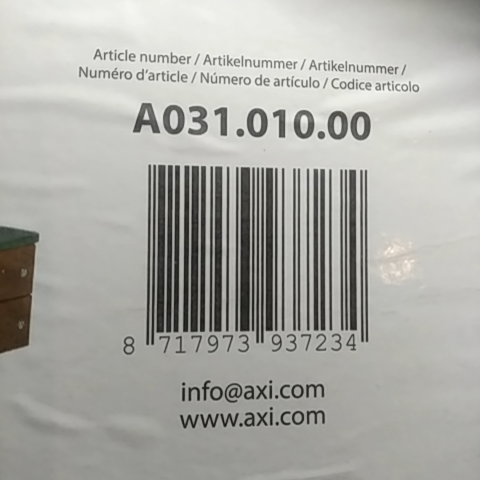 Article number / Artikelnummer / Artikelnummer /
Numéro d'article / Número de artículo / Codice articolo
A031.010.00
8 717973 937234
info@axi.com
www.axi.com